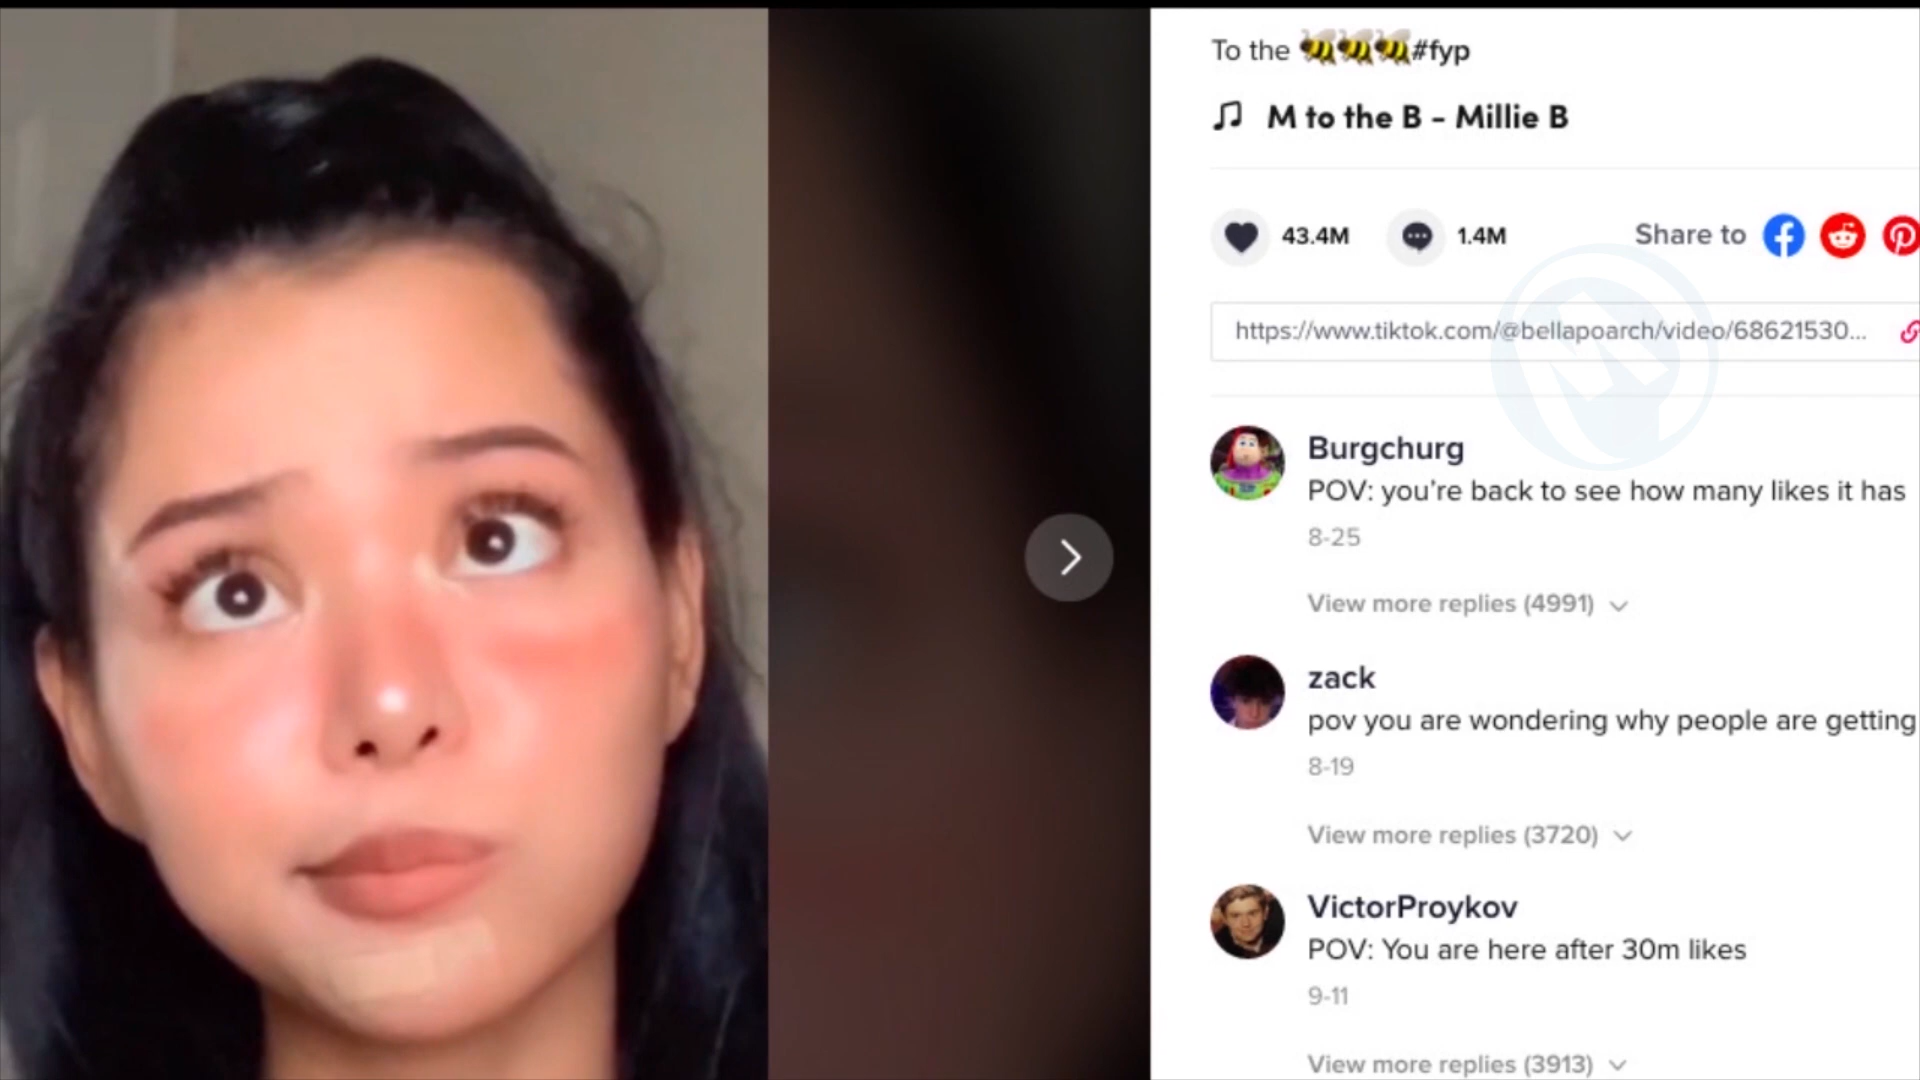 To the 🐝🐝🐝#fyp
M to the B - Millie B
43.4M 1.4M Share to
https://www.tiktok.com/@bellapoarch/video/68621530...
Burgchurg
POV: you're back to see how many likes it has
8-25
View more replies (4991)
zack
pov you are wondering why people are getting
8-19
View more replies (3720)
VictorProykov
POV: You are here after 30m likes
9-11
View more replies (3913)